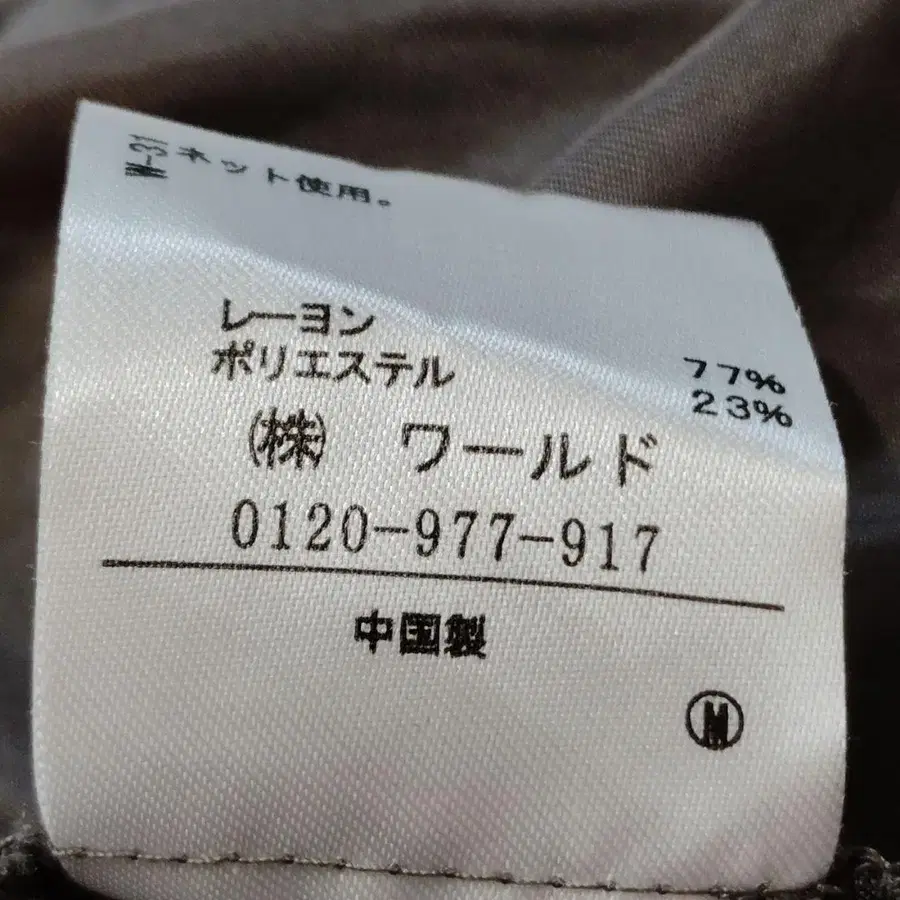 W-31
ネット使用。
レーヨン 77%
ポリエステル 23%
(株) ワールド
0120-977-917
中国製
Ⓜ